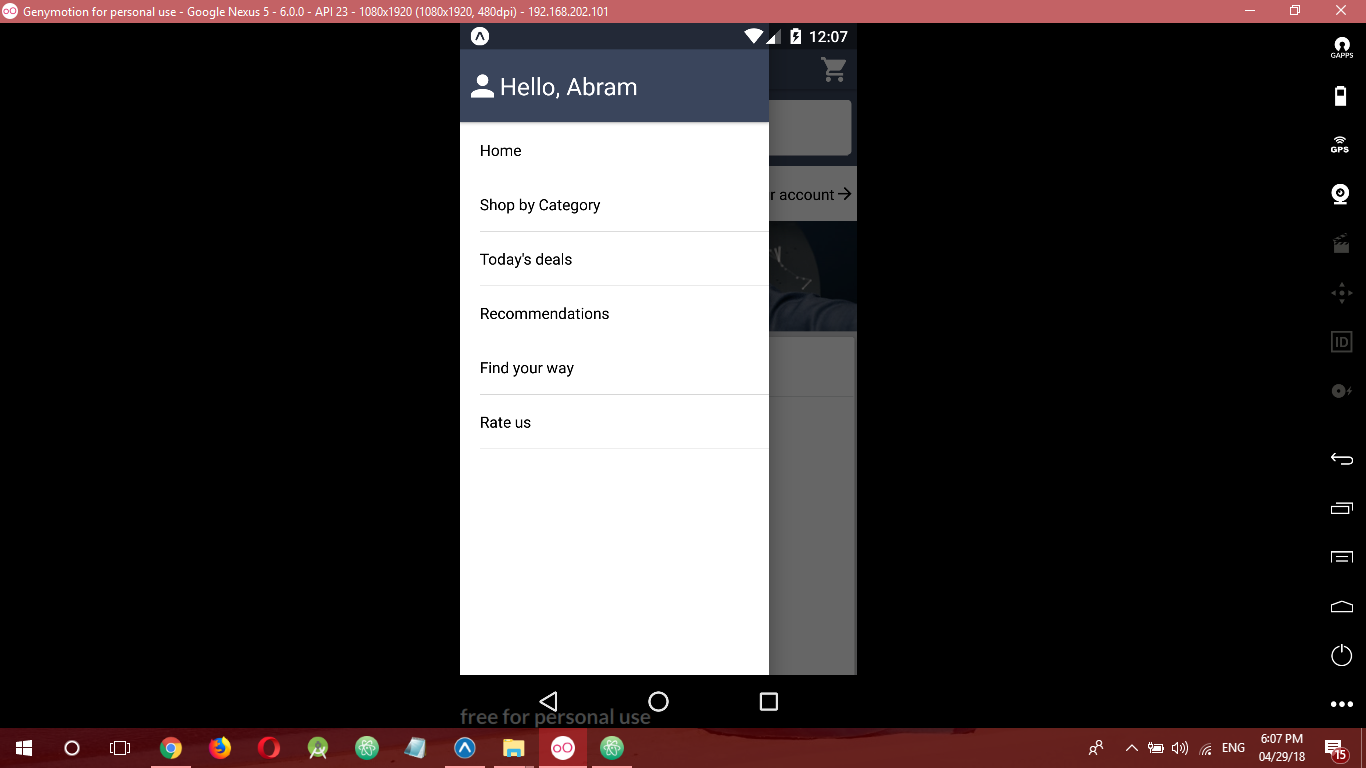 Genymotion for personal use - Google Nexus 5 - 6.0.0 - API 23 - 1080x1920 (1080x1920, 480dpi) - 192.168.202.101
12:07
GAPPS
Hello, Abram
GPS
Home
r account
Shop by Category
Today's deals
Recommendations
ID
Find your way
Rate us
free for personal use
ENG
6:07 PM
04/29/18
15